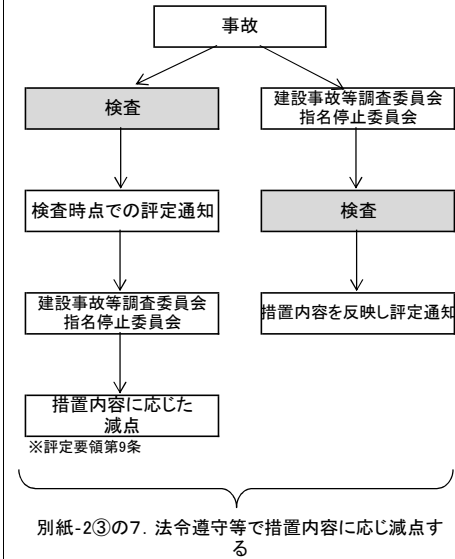 事故
検査
検査時点での評定通知
建設事故等調査委員会
指名停止委員会
措置内容に応じた
減点
※評定要領第9条
建設事故等調査委員会
指名停止委員会
検査
措置内容を反映し評定通知
別紙-2③の7．法令遵守等で措置内容に応じ減点す
る